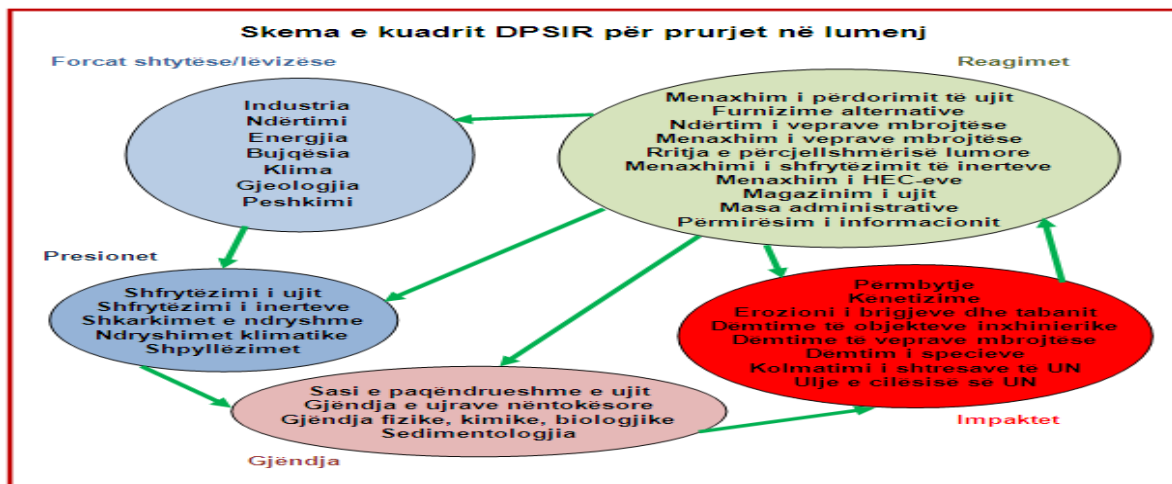 Skema e kuadrit DPSIR për prurjet në lumenj
Forcat shtytëse/lëvizëse
Industria
Ndërtimi
Energjia
Bujqësia
Klima
Gjeologjia
Peshkimi
Reagimet
Menaxhim i përdorimit të ujit
Furnizime alternative
Ndërtim i veprave mbrojtëse
Menaxhim i veprave mbrojtëse
Rritja e përcjellshmërisë lumore
Menaxhimi i shfrytëzimit të inerteve
Menaxhim i HEC-eve
Magazinim i ujit
Masa administrative
Përmirësim i informacionit
Presionet
Shfrytëzimi i ujit
Shfrytëzimi i inerteve
Shkarkimet e ndryshme
Ndryshimet klimatike
Shpyllëzimet
Përmbytje
Kënetizime
Erozioni i brigjeve dhe tabanit
Dëmtime të objekteve inxhinierike
Dëmtime të veprave mbrojtëse
Dëmtim i specieve
Kolmatimi i shtresave të UN
Ulje e cilësisë së UN
Impaktet
Sasi e paqëndrueshme e ujit
Gjëndja e ujrave nëntokësore
Gjëndja fizike, kimike, biologjike
Sedimentologjia
Gjëndja